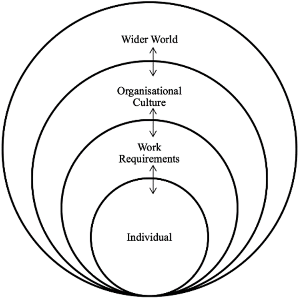 Wider World
Organisational
Culture
Work
Requirements
Individual